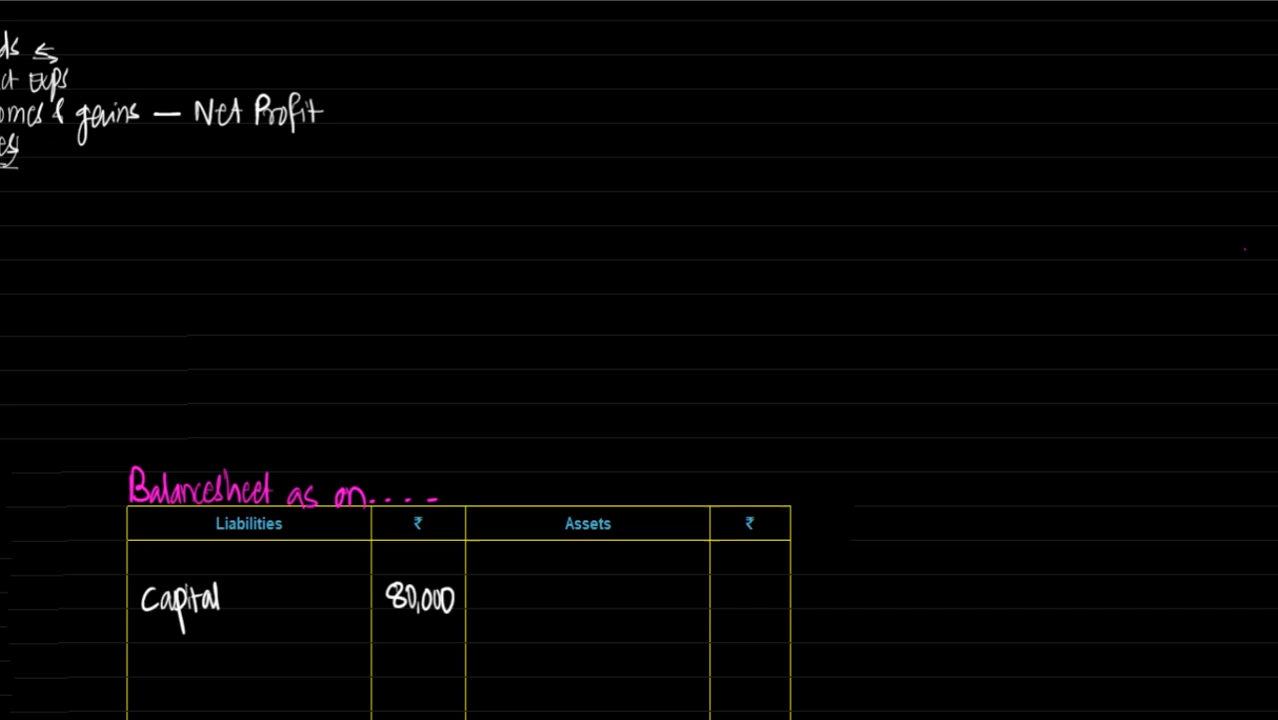 ds
ct Exps
omes & gains — Net Profit
es
Balancesheet as on....-
Liabilities ₹ Assets ₹
Capital 80,000